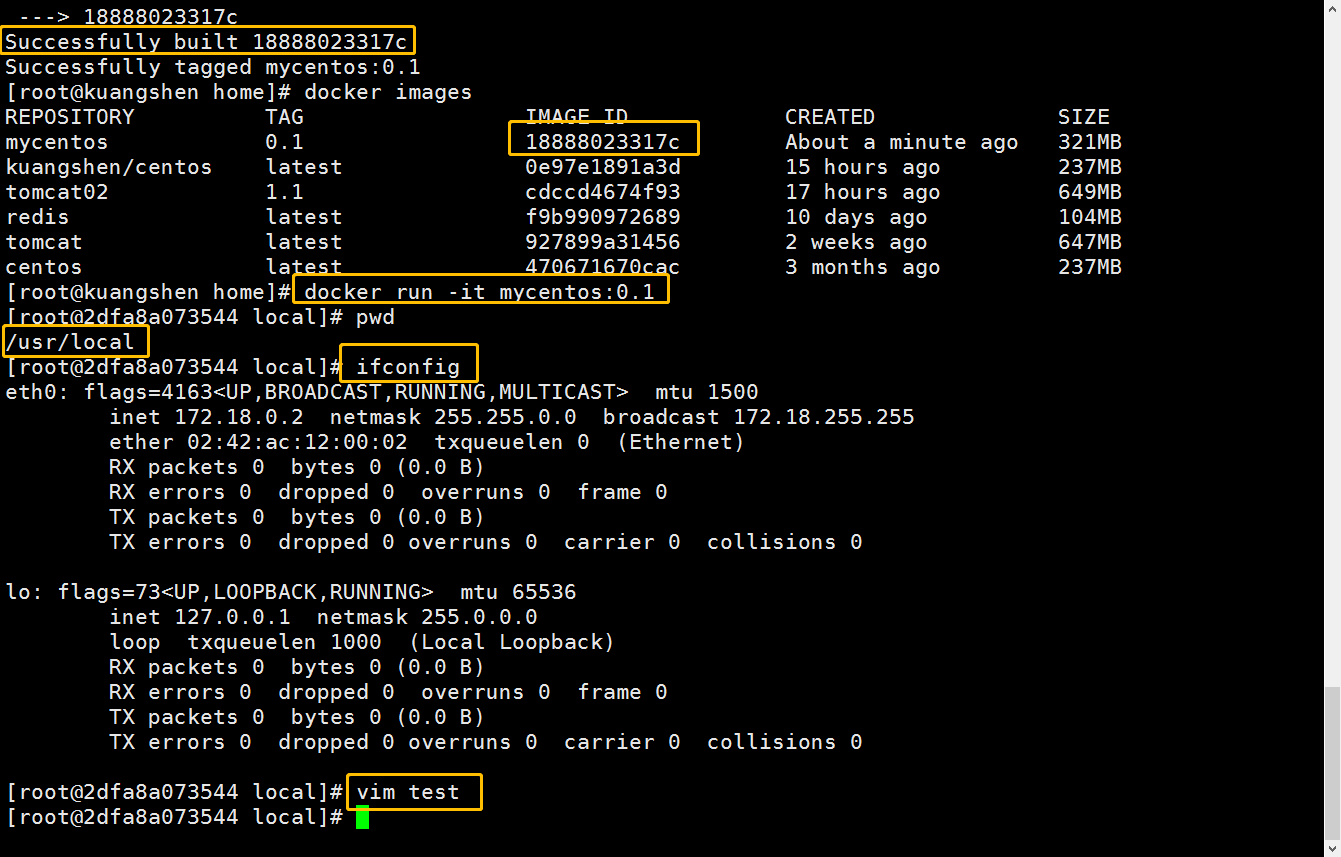 ---> 18888023317c
Successfully built 18888023317c
Successfully tagged mycentos:0.1
[root@kuangshen home]# docker images
REPOSITORY TAG IMAGE ID CREATED SIZE
mycentos 0.1 18888023317c About a minute ago 321MB
kuangshen/centos latest 0e97e1891a3d 15 hours ago 237MB
tomcat02 1.1 cdccd4674f93 17 hours ago 649MB
redis latest f9b990972689 10 days ago 104MB
tomcat latest 927899a31456 2 weeks ago 647MB
centos latest 470671670cac 3 months ago 237MB
[root@kuangshen home]# docker run -it mycentos:0.1
[root@2dfa8a073544 local]# pwd
/usr/local
[root@2dfa8a073544 local]# ifconfig
eth0: flags=4163<UP,BROADCAST,RUNNING,MULTICAST>  mtu 1500
inet 172.18.0.2  netmask 255.255.0.0  broadcast 172.18.255.255
ether 02:42:ac:12:00:02  txqueuelen 0  (Ethernet)
RX packets 0  bytes 0 (0.0 B)
RX errors 0  dropped 0  overruns 0  frame 0
TX packets 0  bytes 0 (0.0 B)
TX errors 0  dropped 0 overruns 0  carrier 0  collisions 0
lo: flags=73<UP,LOOPBACK,RUNNING>  mtu 65536
inet 127.0.0.1  netmask 255.0.0.0
loop  txqueuelen 1000  (Local Loopback)
RX packets 0  bytes 0 (0.0 B)
RX errors 0  dropped 0  overruns 0  frame 0
TX packets 0  bytes 0 (0.0 B)
TX errors 0  dropped 0 overruns 0  carrier 0  collisions 0
[root@2dfa8a073544 local]# vim test
[root@2dfa8a073544 local]#